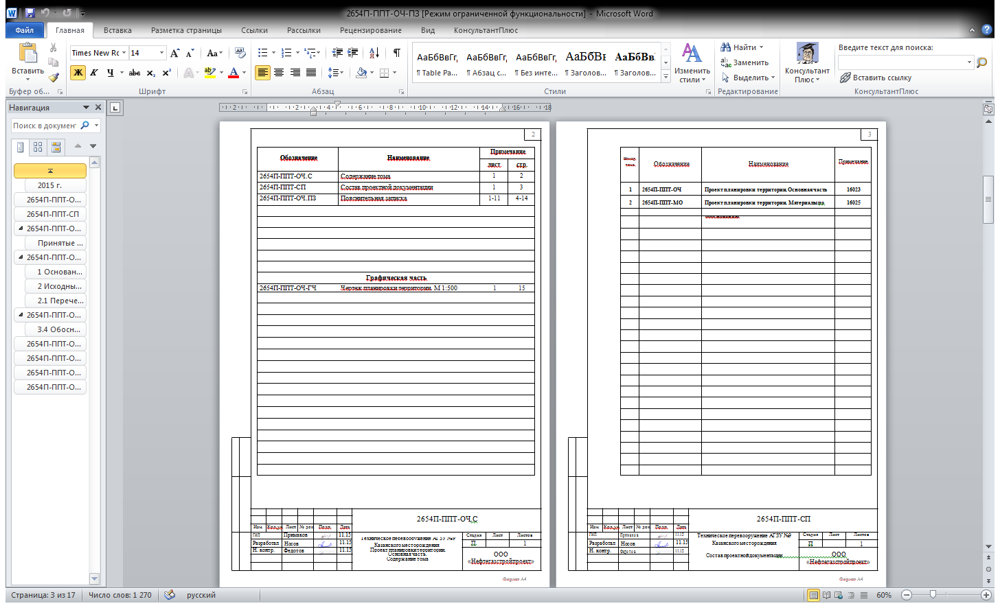 2654П-ППТ-ОЧ-ПЗ [Режим ограниченной функциональности] - Microsoft Word
Файл Главная Вставка Разметка страницы Ссылки Рассылки Рецензирование Вид КонсультантПлюс
Вставить
Буфер об...
Times New Rc 14
Ж К Ч abc x₂ x²
Шрифт
Абзац
АаБбВвГг, АаБбВвГг, АаБбВвГг, АаБбВі АаБбВв.
¶ Table Pa... ¶ Абзац с... ¶ Без инте... ¶ Заголов... ¶ Заголов...
Стили
Изменить стили
Найти
Заменить
Выделить
Редактирование
Консультант Плюс
Введите текст для поиска:
Вставить ссылку
КонсультантПлюс
Навигация
Поиск в документ
2015 г.
2654П-ППТ-О...
2654П-ППТ-СП
2654П-ППТ-О...
Принятые ...
2654П-ППТ-О...
1 Основан...
2 Исходны...
2.1 Перече...
2654П-ППТ-О...
3.4 Обосн...
2654П-ППТ-О...
2654П-ППТ-О...
2654П-ППТ-О...
2654П-ППТ-О...
2 2 4 6 8 10 12 14 16 18
2
Обозначение Наименование Примечание
лист. стр.
2654П-ППТ-ОЧ.С Содержание тома 1 2
2654П-ППТ-СП Состав проектной документации 1 3
2654П-ППТ-ОЧ.ПЗ Пояснительная записка 1-11 4-14
Графическая часть
2654П-ППТ-ОЧ-ГЧ Чертеж планировки территории. М 1:500 1 15
2654П-ППТ-ОЧ.С
Изм. Кол.уч Лист № док Подп. Дата
ГИП Примаков 11.15
Разработал Носов 11.15
Н. контр. Федотов 11.15
Техническое перевооружение АГЗУ №9
Казанского месторождения
Проект планировки территории.
Основная часть.
Содержание тома
Стадия Лист Листов
П 1
ООО
«Нефтегазстройпроект»
Формат А4
3
Номер тома Обозначение Наименование Примечание
1 2654П-ППТ-ОЧ Проект планировки территории. Основная часть 16023
2 2654П-ППТ-МО Проект планировки территории. Материалы по 16025
обоснованию
2654П-ППТ-СП
Изм. Кол.уч Лист № док Подп. Дата
ГИП Примаков 11.15
Разработал Носов 11.15
Н. контр. Федотов 11.15
Техническое перевооружение АГЗУ №9
Казанского месторождения
Состав проектной документации
Стадия Лист Листов
П 1
ООО
«Нефтегазстройпроект»
Формат А4
Страница: 3 из 17 Число слов: 1 270 русский 60%